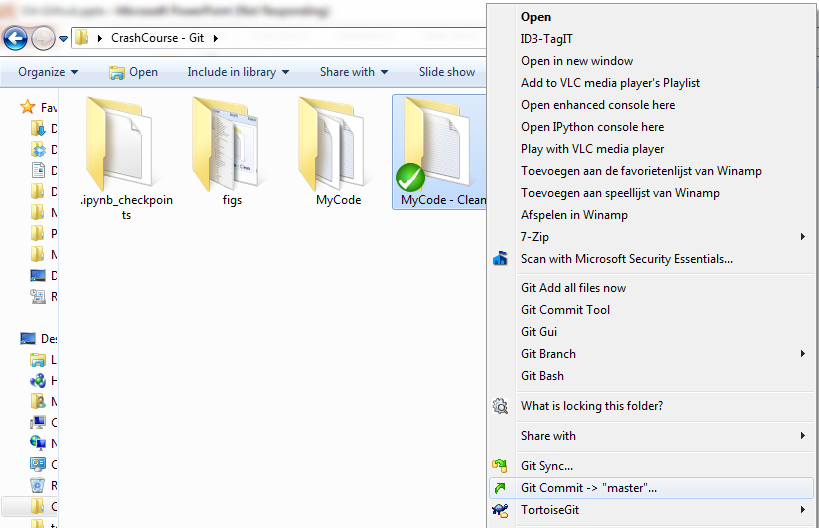 CrashCourse - Git
Organize
Open
Include in library
Share with
Slide show
Fav
D
D
D
D
N
P
N
D
R
Des
L
H
M
C
N
C
R
C
.ipynb_checkpoin
ts
figs
MyCode
MyCode - Clean
Open
ID3-TagIT
Open in new window
Add to VLC media player's Playlist
Open enhanced console here
Open IPython console here
Play with VLC media player
Toevoegen aan de favorietenlijst van Winamp
Toevoegen aan speellijst van Winamp
Afspelen in Winamp
7-Zip
Scan with Microsoft Security Essentials...
Git Add all files now
Git Commit Tool
Git Gui
Git Branch
Git Bash
What is locking this folder?
Share with
Git Sync...
Git Commit -> "master"...
TortoiseGit